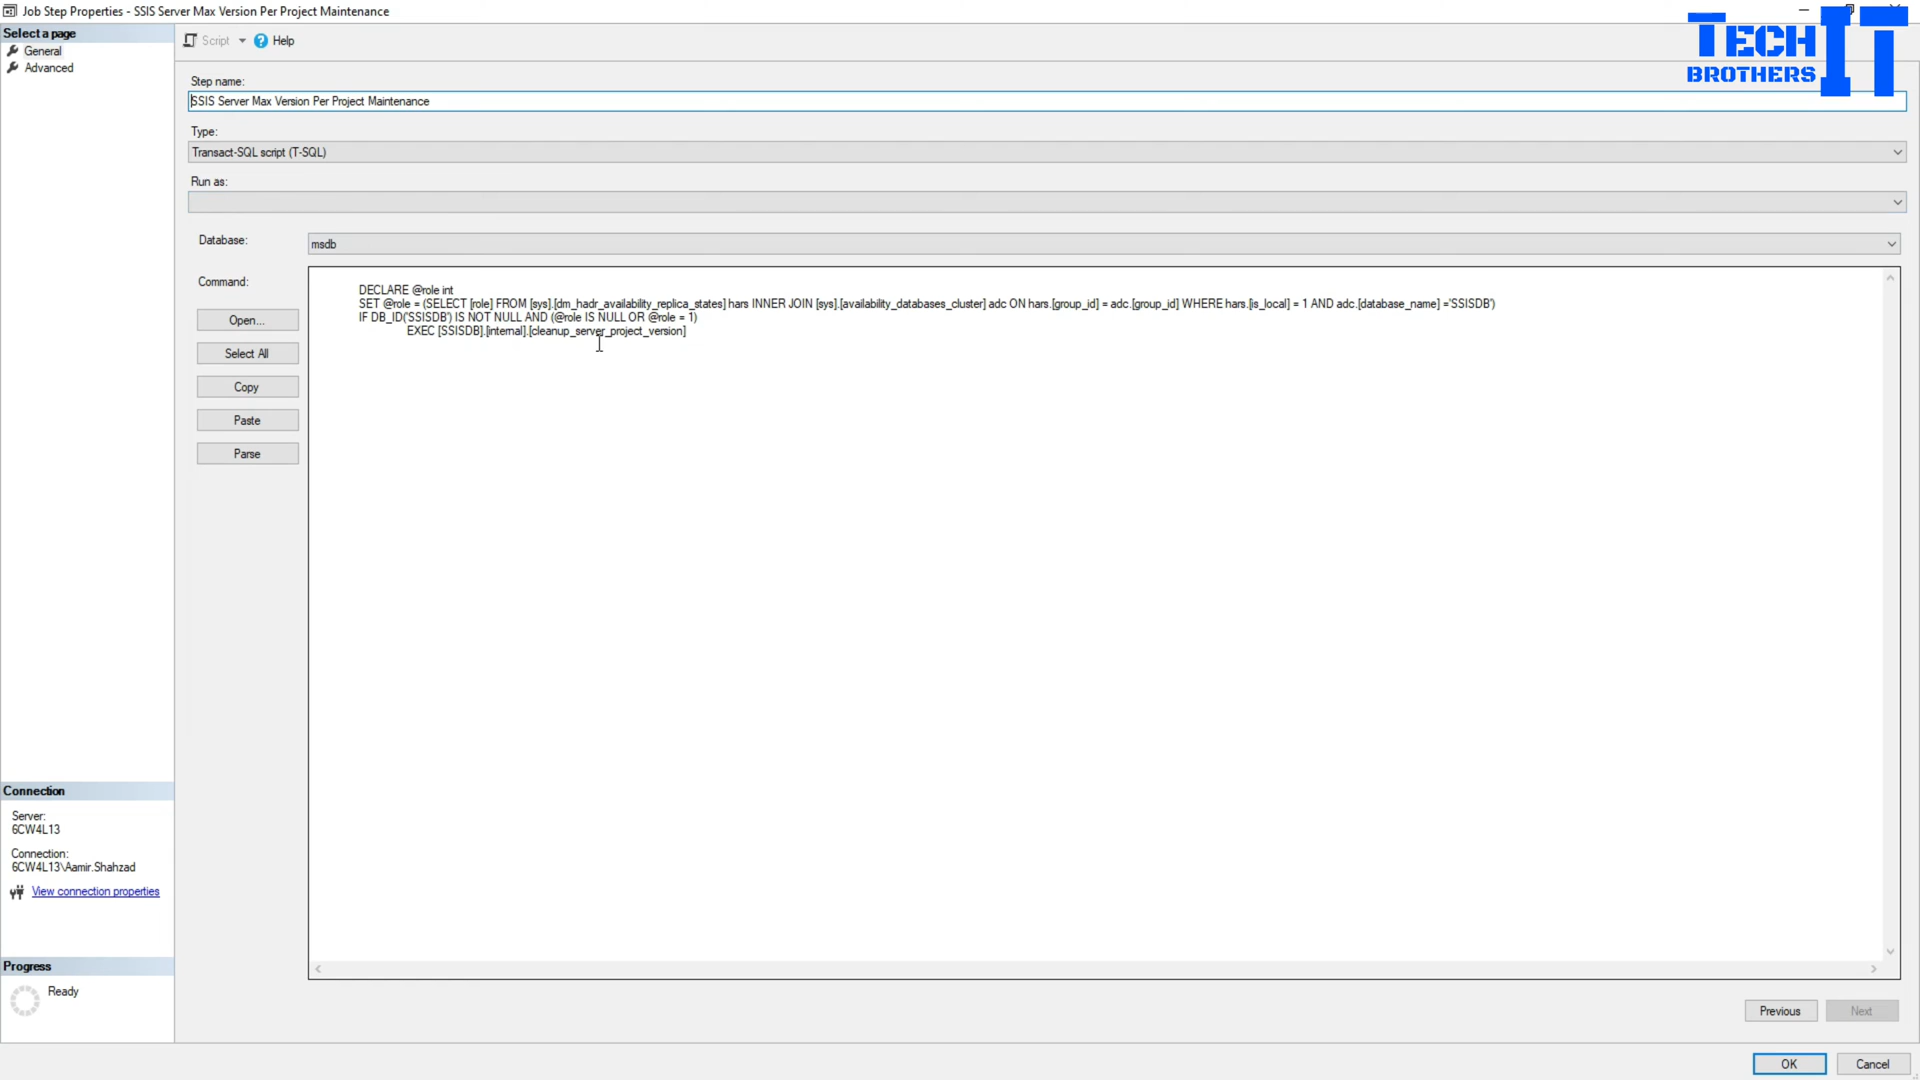 Job Step Properties - SSIS Server Max Version Per Project Maintenance
Select a page
General
Advanced
Script
Help
TECH IT
BROTHERS
Step name:
SSIS Server Max Version Per Project Maintenance
Type:
Transact-SQL script (T-SQL)
Run as:
Database:
msdb
Command:
Open...
Select All
Copy
Paste
Parse
DECLARE @role int
SET @role = (SELECT [role] FROM [sys].[dm_hadr_availability_replica_states] hars INNER JOIN [sys].[availability_databases_cluster] adc ON hars.[group_id] = adc.[group_id] WHERE hars.[is_local] = 1 AND adc.[database_name] ='SSISDB')
IF DB_ID('SSISDB') IS NOT NULL AND (@role IS NULL OR @role = 1)
EXEC [SSISDB].[internal].[cleanup_server_project_version]
Connection
Server:
6CW4L13
Connection:
6CW4L13\Aamir.Shahzad
View connection properties
Progress
Ready
Previous
Next
OK
Cancel